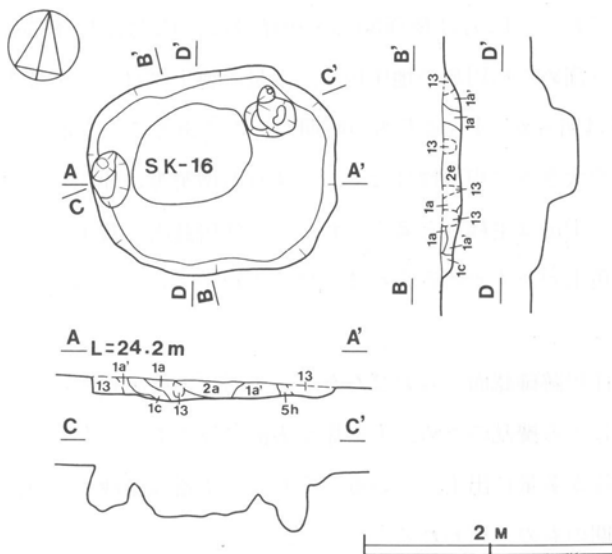 B' D'
C'
SK-16
A A'
C
D B
B' D'
13
1a'
1a
13
2e
13
1a
13
1a
1a'
1c
B D
A L=24.2m A'
1a' 1a 13
13 2a 1a'
1c 13 5h
C C'
2 M